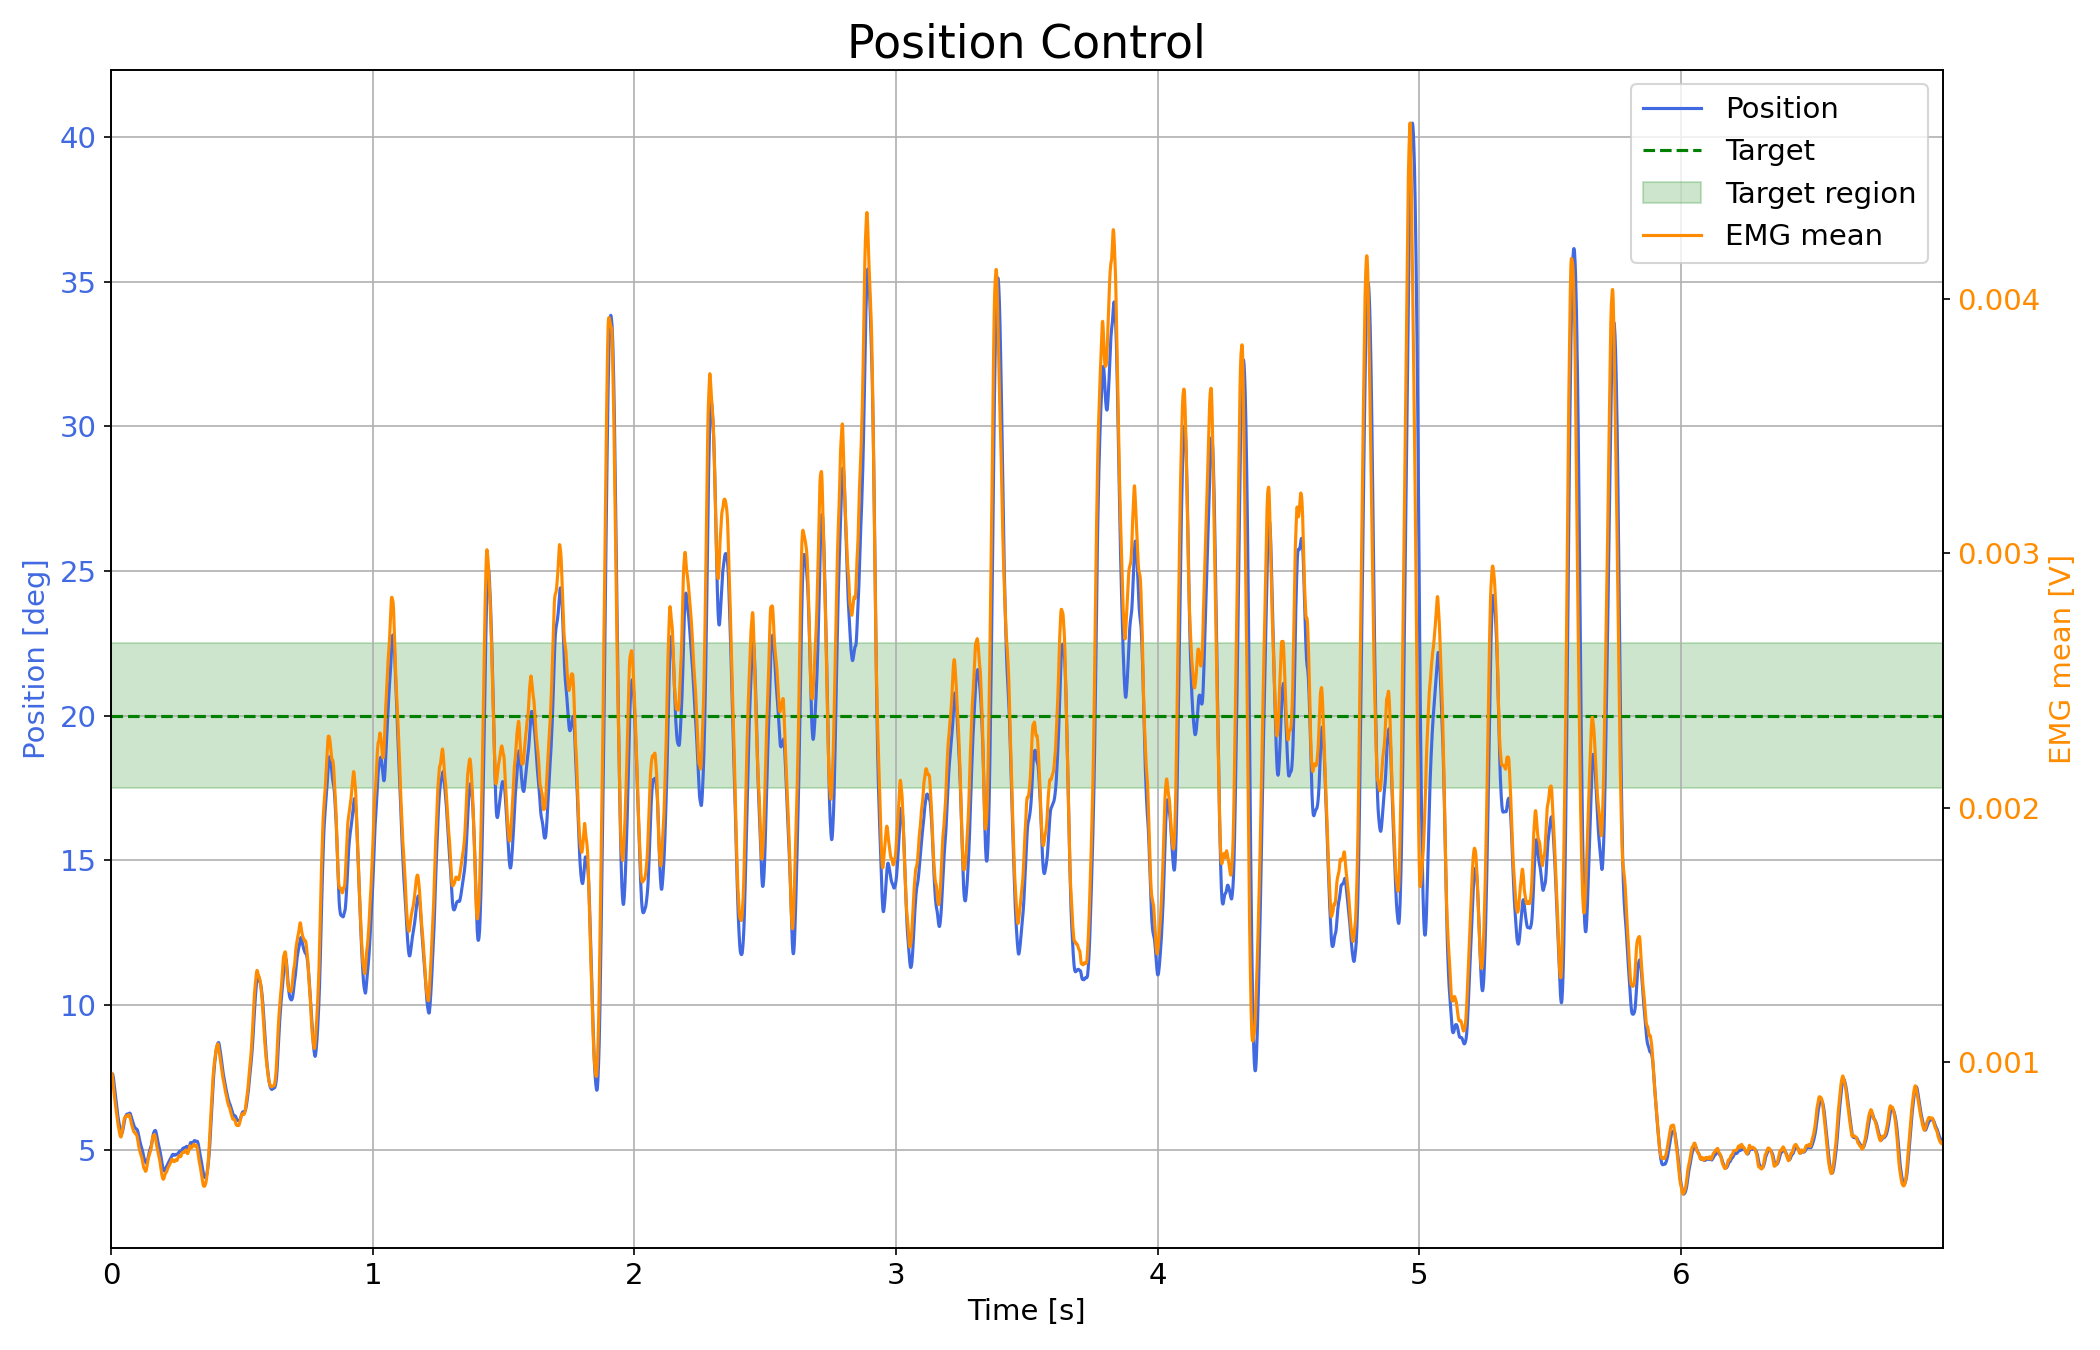 Position Control
Position
Target
Target region
EMG mean
40
35
30
25
20
15
10
5
Position [deg]
0.004
0.003
0.002
0.001
EMG mean [V]
0
1
2
3
4
5
6
Time [s]